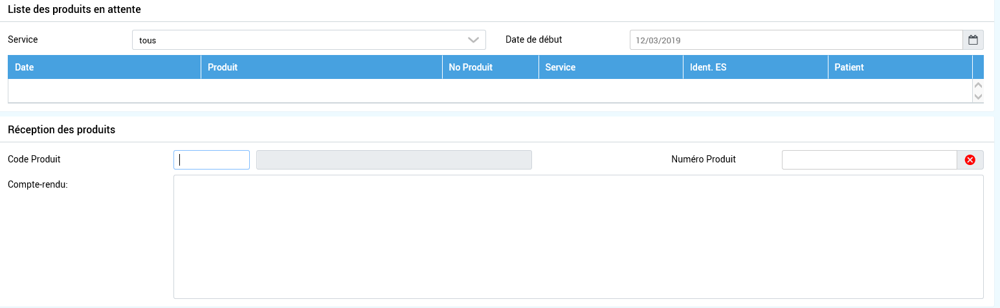 Liste des produits en attente
Service tous Date de début 12/03/2019
Date Produit No Produit Service Ident. ES Patient
Réception des produits
Code Produit Numéro Produit
Compte-rendu: